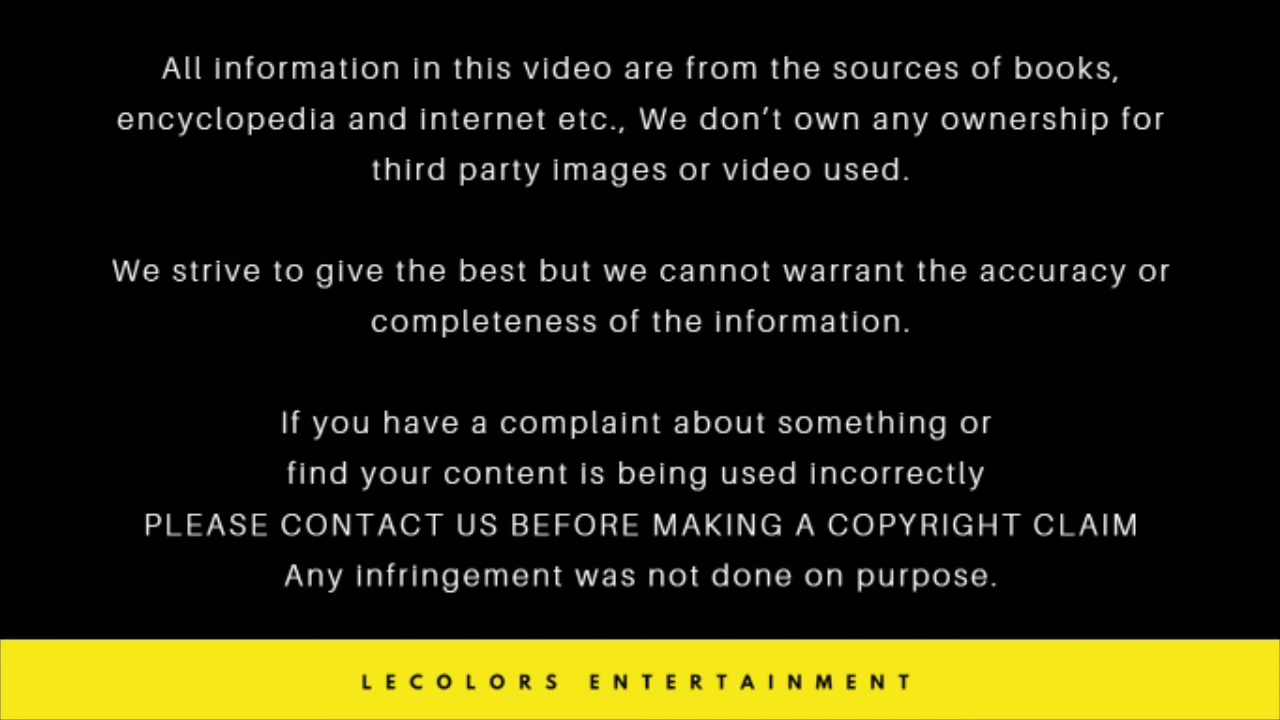 All information in this video are from the sources of books,
encyclopedia and internet etc., We don’t own any ownership for
third party images or video used.
We strive to give the best but we cannot warrant the accuracy or
completeness of the information.
If you have a complaint about something or
find your content is being used incorrectly
PLEASE CONTACT US BEFORE MAKING A COPYRIGHT CLAIM
Any infringement was not done on purpose.
LECOLORS ENTERTAINMENT